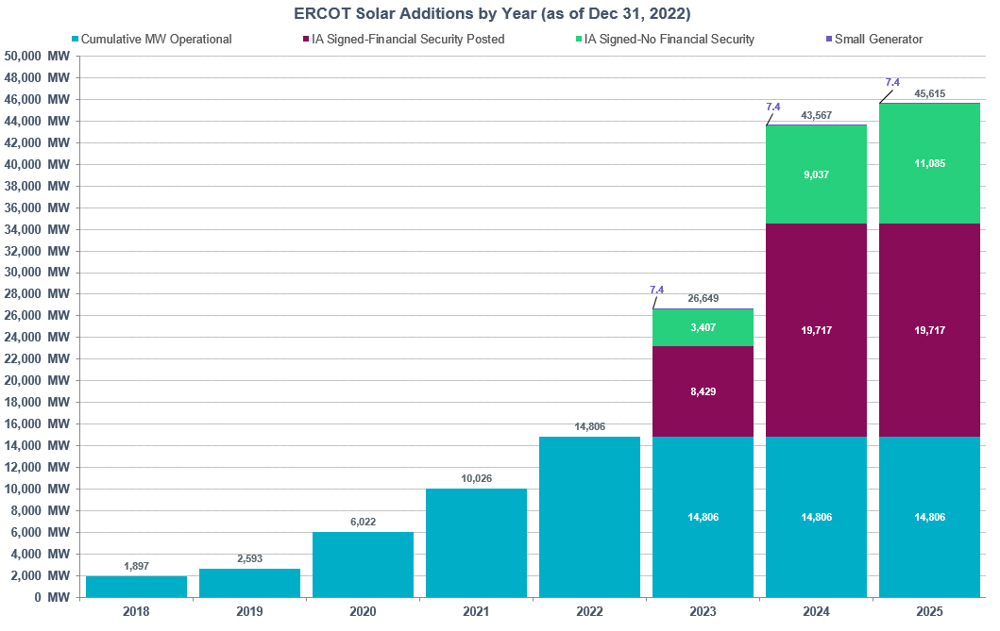 ERCOT Solar Additions by Year (as of Dec 31, 2022)
Cumulative MW Operational IA Signed-Financial Security Posted IA Signed-No Financial Security Small Generator
50,000 MW
48,000 MW
46,000 MW
44,000 MW
42,000 MW
40,000 MW
38,000 MW
36,000 MW
34,000 MW
32,000 MW
30,000 MW
28,000 MW
26,000 MW
24,000 MW
22,000 MW
20,000 MW
18,000 MW
16,000 MW
14,000 MW
12,000 MW
10,000 MW
8,000 MW
6,000 MW
4,000 MW
2,000 MW
0 MW
1,897
2,593
6,022
10,026
14,806
7.4
26,649
3,407
8,429
14,806
7.4
43,567
9,037
19,717
14,806
7.4
45,615
11,085
19,717
14,806
2018 2019 2020 2021 2022 2023 2024 2025